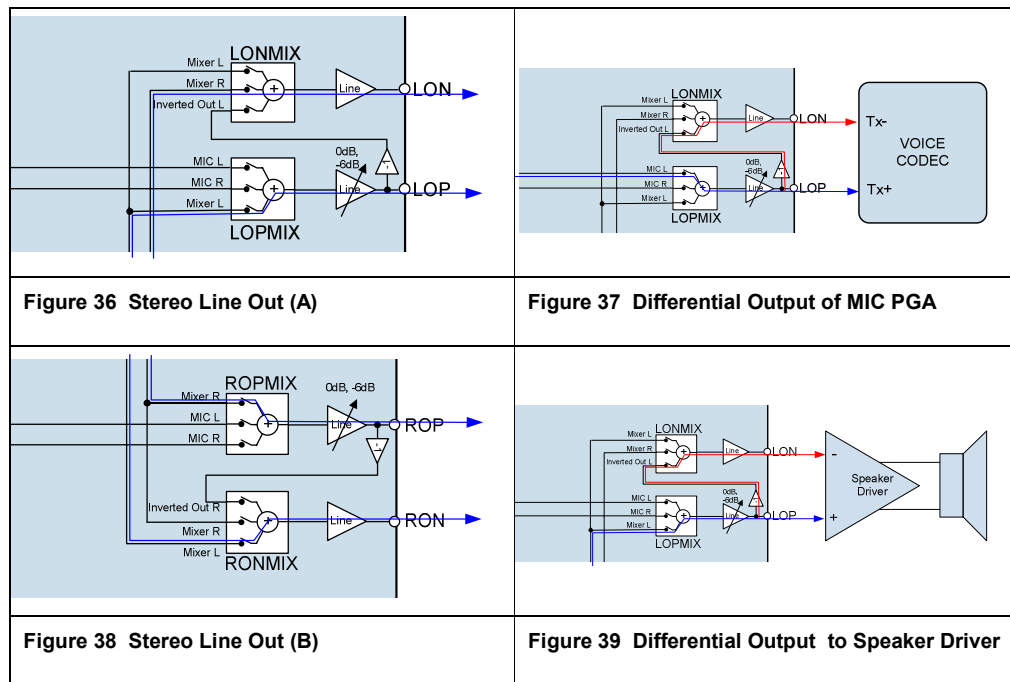 LONMIX
Mixer L
Mixer R
Inverted Out L
+
Line
LON
0dB,
-6dB
-1
MIC L
MIC R
Mixer L
+
Line
LOP
LOPMIX
Figure 36 Stereo Line Out (A)
LONMIX
Mixer L
Mixer R
Inverted Out L
+
Line
LON
Tx-
VOICE
CODEC
0dB,
-6dB
-1
MIC L
MIC R
Mixer L
+
Line
LOP
Tx+
LOPMIX
Figure 37 Differential Output of MIC PGA
ROPMIX
0dB, -6dB
Mixer R
MIC L
MIC R
+
Line
ROP
-1
Inverted Out R
Mixer R
Mixer L
+
Line
RON
RONMIX
Figure 38 Stereo Line Out (B)
LONMIX
Mixer L
Mixer R
Inverted Out L
+
Line
LON
-
Speaker
Driver
+
0dB,
-6dB
-1
MIC L
MIC R
Mixer L
+
Line
LOP
LOPMIX
Figure 39 Differential Output to Speaker Driver